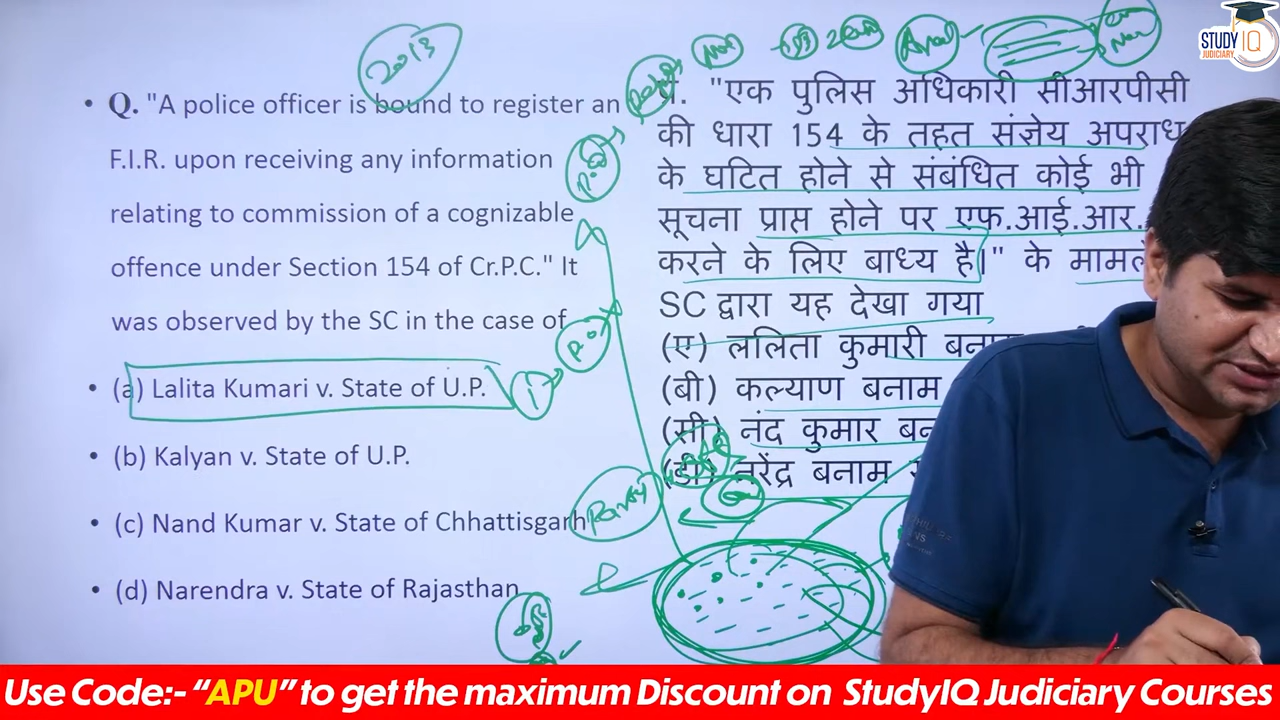 STUDY IQ
JUDICIARY
2013
• Q. "A police officer is bound to register an
F.I.R. upon receiving any information
relating to commission of a cognizable
offence under Section 154 of Cr.P.C." It
was observed by the SC in the case of
• (a) Lalita Kumari v. State of U.P.
• (b) Kalyan v. State of U.P.
• (c) Nand Kumar v. State of Chhattisgarh
• (d) Narendra v. State of Rajasthan
"एक पुलिस अधिकारी सीआरपीसी
की धारा 154 के तहत संज्ञेय अपराध
के घटित होने से संबंधित कोई भी
सूचना प्राप्त होने पर एफ.आई.आर.
करने के लिए बाध्य है।" के
SC द्वारा यह देखा गया
(ए) ललिता कुमारी
(बी) कल्याण बनाम
(सी) नंद कुमार
(डी) नरेंद्र बनाम
Party
Use Code:- “APU” to get the maximum Discount on StudyIQ Judiciary Courses